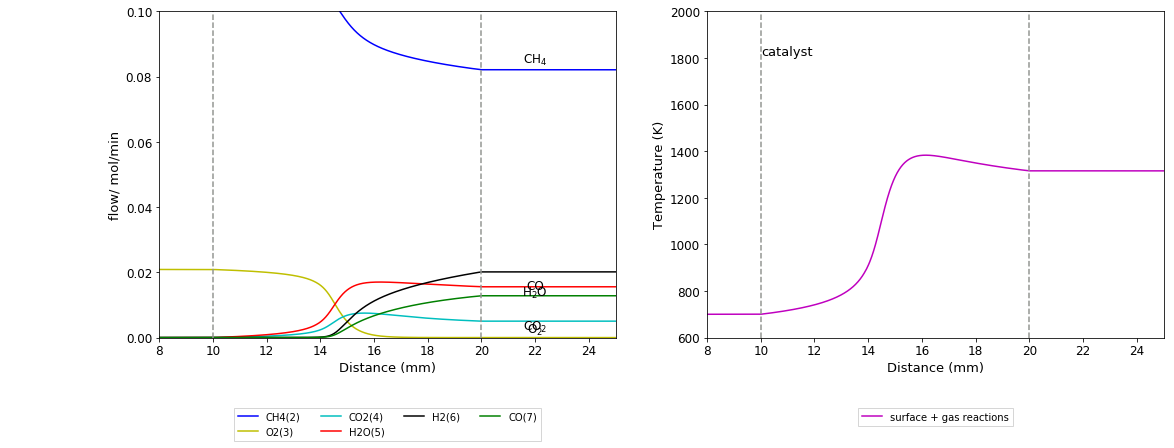 0.10
0.08
0.06
0.04
0.02
0.00
flow/ mol/min
CH4
CO
H2O
CO2
O2
8 10 12 14 16 18 20 22 24
Distance (mm)
CH4(2) CO2(4) H2(6) CO(7)
O2(3) H2O(5)
2000
1800
1600
1400
1200
1000
800
600
Temperature (K)
catalyst
8 10 12 14 16 18 20 22 24
Distance (mm)
surface + gas reactions